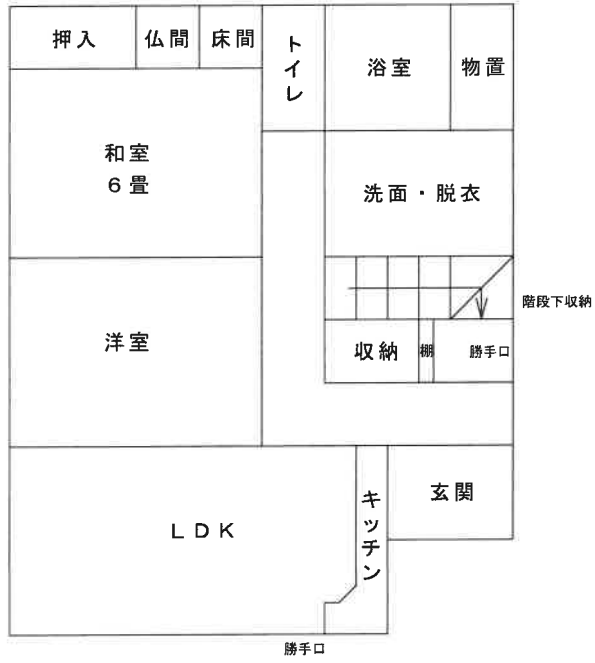 押入
仏間
床間
トイレ
浴室
物置
和室
6畳
洗面・脱衣
階段下収納
洋室
収納
棚
勝手口
LDK
キッチン
玄関
勝手口